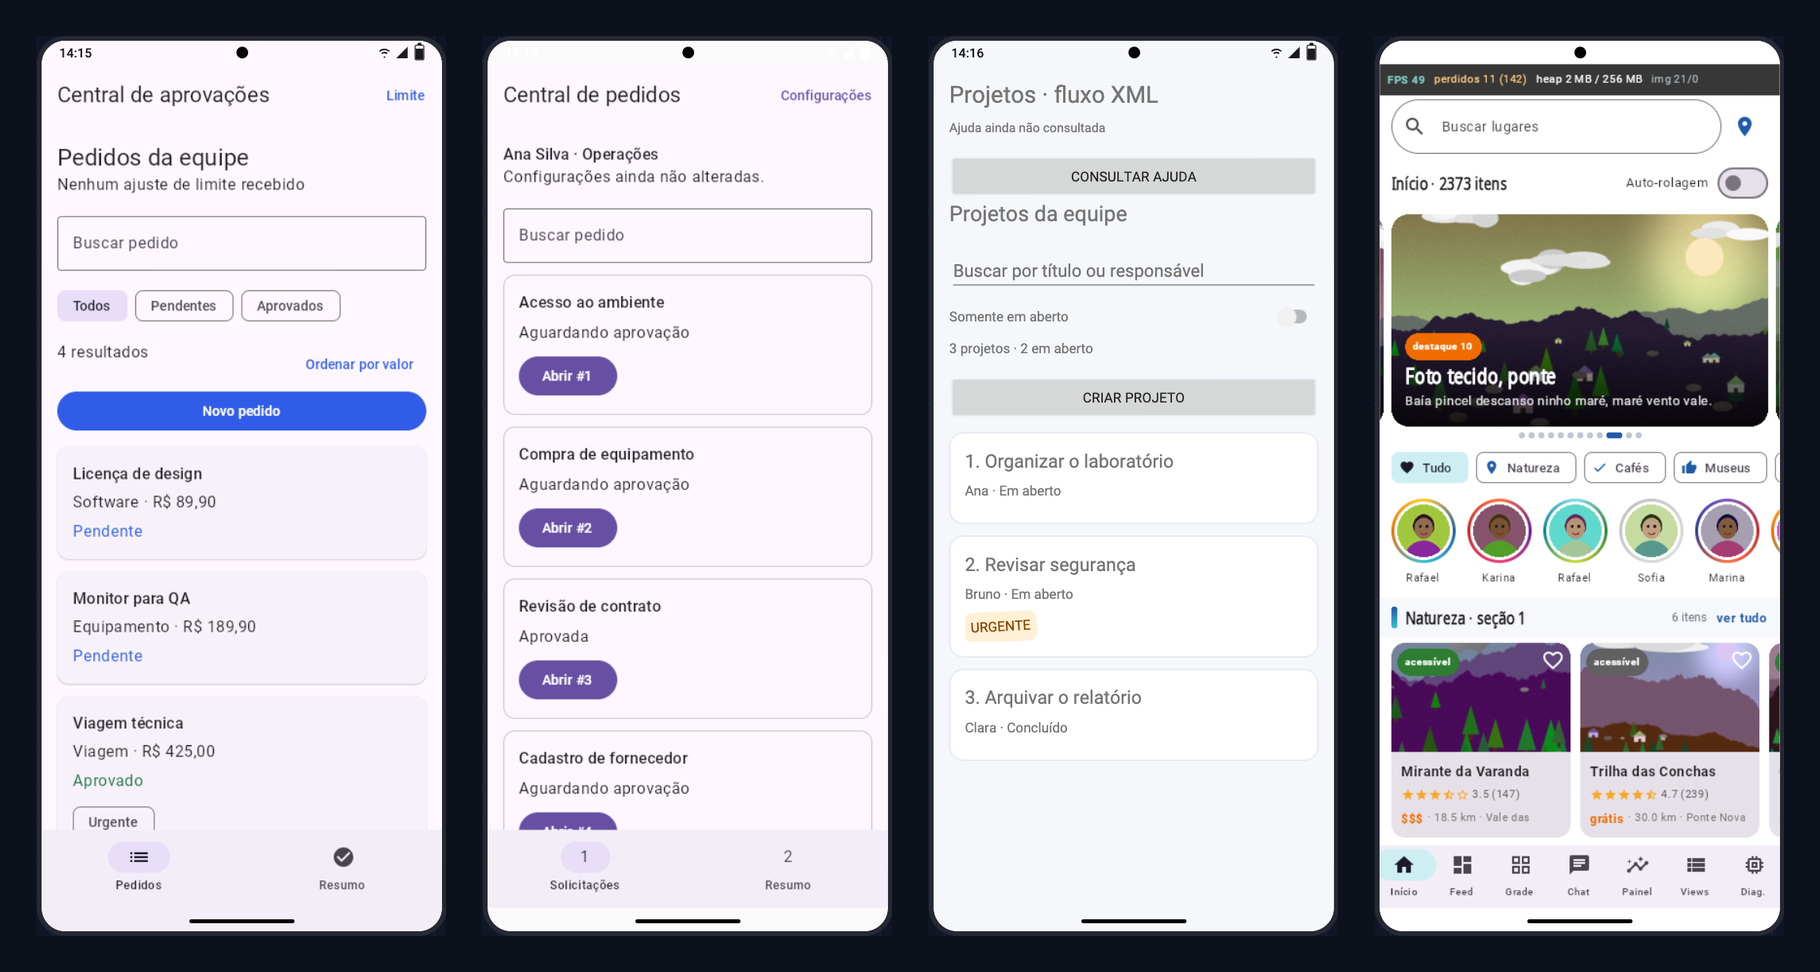 14:15
Central de aprovações
Limite
Pedidos da equipe
Nenhum ajuste de limite recebido
Buscar pedido
Todos
Pendentes
Aprovados
4 resultados
Ordenar por valor
Novo pedido
Licença de design
Software · R$ 89,90
Pendente
Monitor para QA
Equipamento · R$ 189,90
Pendente
Viagem técnica
Viagem · R$ 425,00
Aprovado
Urgente
Pedidos
Resumo
Central de pedidos
Configurações
Ana Silva · Operações
Configurações ainda não alteradas.
Buscar pedido
Acesso ao ambiente
Aguardando aprovação
Abrir #1
Compra de equipamento
Aguardando aprovação
Abrir #2
Revisão de contrato
Aprovada
Abrir #3
Cadastro de fornecedor
Aguardando aprovação
Abrir #4
1
2
Solicitações
Resumo
14:16
Projetos · fluxo XML
Ajuda ainda não consultada
CONSULTAR AJUDA
Projetos da equipe
Buscar por título ou responsável
Somente em aberto
3 projetos · 2 em aberto
CRIAR PROJETO
1. Organizar o laboratório
Ana · Em aberto
2. Revisar segurança
Bruno · Em aberto
URGENTE
3. Arquivar o relatório
Clara · Concluído
FPS 49 perdidos 11 (142) heap 2 MB / 256 MB img 21/0
Buscar lugares
Início · 2373 itens
Auto-rolagem
destaque 10
Foto tecido, ponte
Baía pincel descanso ninho maré, maré vento vale.
Tudo
Natureza
Cafés
Museus
Rafael
Karina
Rafael
Sofia
Marina
Natureza · seção 1
6 itens
ver tudo
acessível
acessível
Mirante da Varanda
3.5 (147)
$$$ · 18.5 km · Vale das
Trilha das Conchas
4.7 (239)
grátis · 30.0 km · Ponte Nova
Início
Feed
Grade
Chat
Painel
Views
Diag.